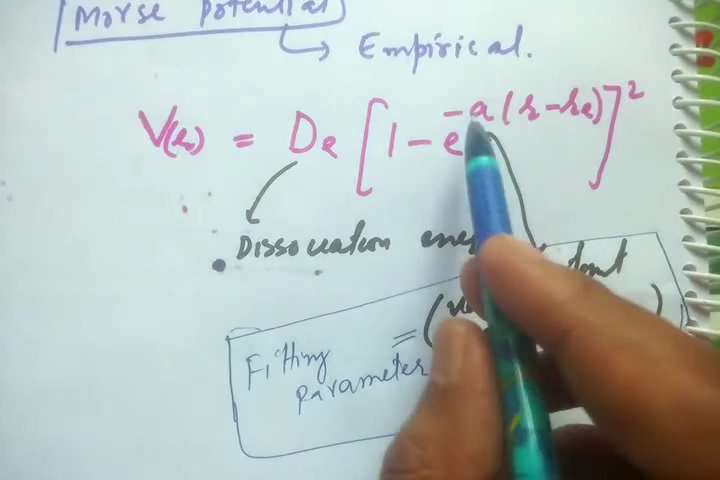 Morse Potential
Empirical.
V(r) = De [1 - e^-a(r-re)]^2
Dissociation
Fitting = (
parameter